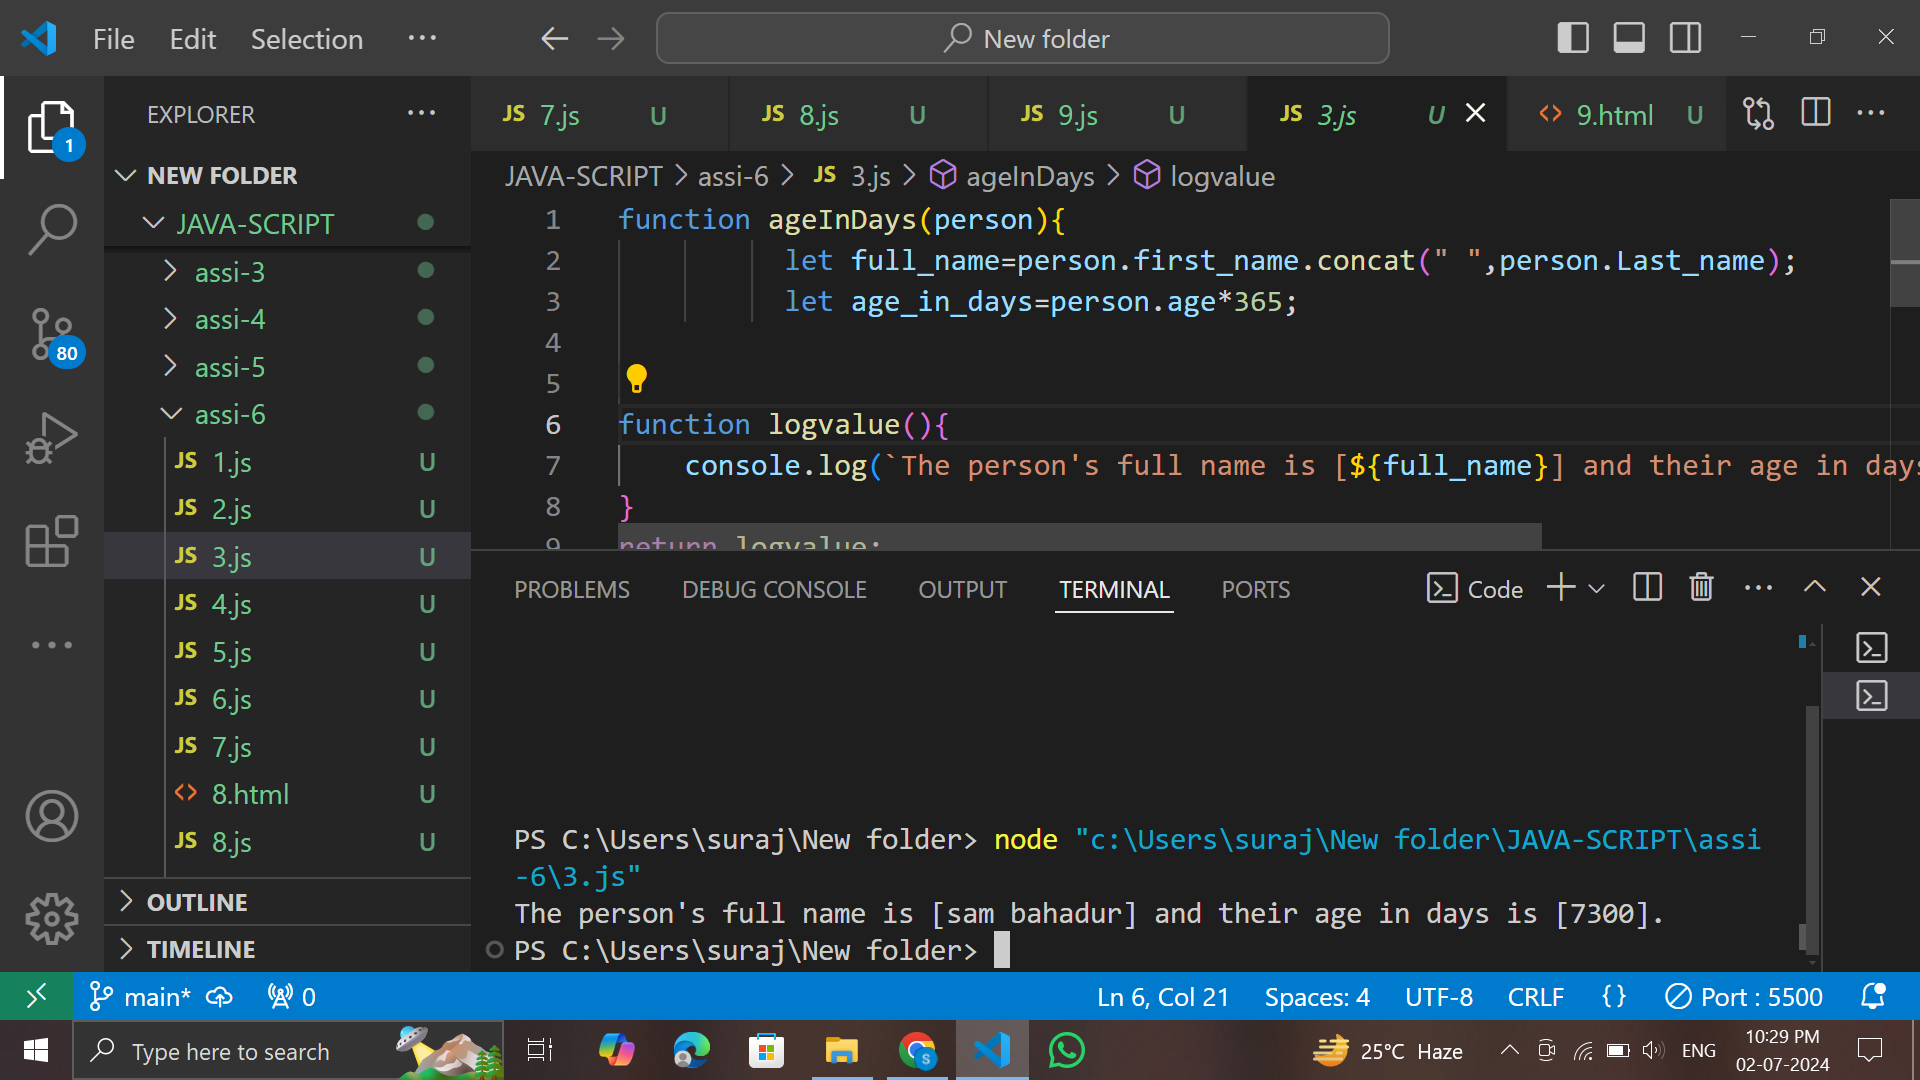 File Edit Selection ···
New folder
EXPLORER ···
JS 7.js U
JS 8.js U
JS 9.js U
JS 3.js U
<> 9.html U
JAVA-SCRIPT > assi-6 > JS 3.js > ageInDays > logvalue
NEW FOLDER
JAVA-SCRIPT
assi-3
assi-4
assi-5
assi-6
JS 1.js U
JS 2.js U
JS 3.js U
JS 4.js U
JS 5.js U
JS 6.js U
JS 7.js U
<> 8.html U
JS 8.js U
OUTLINE
TIMELINE
1
80
1 function ageInDays(person){
2 let full_name=person.first_name.concat(" ",person.Last_name);
3 let age_in_days=person.age*365;
4
5
6 function logvalue(){
7 console.log(`The person's full name is [${full_name}] and their age in days
8 }
9 return logvalue;
PROBLEMS DEBUG CONSOLE OUTPUT TERMINAL PORTS
Code
PS C:\Users\suraj\New folder> node "c:\Users\suraj\New folder\JAVA-SCRIPT\assi
-6\3.js"
The person's full name is [sam bahadur] and their age in days is [7300].
PS C:\Users\suraj\New folder>
main* 0 Ln 6, Col 21 Spaces: 4 UTF-8 CRLF {} Port : 5500
Type here to search
S
25°C Haze
ENG
10:29 PM
02-07-2024